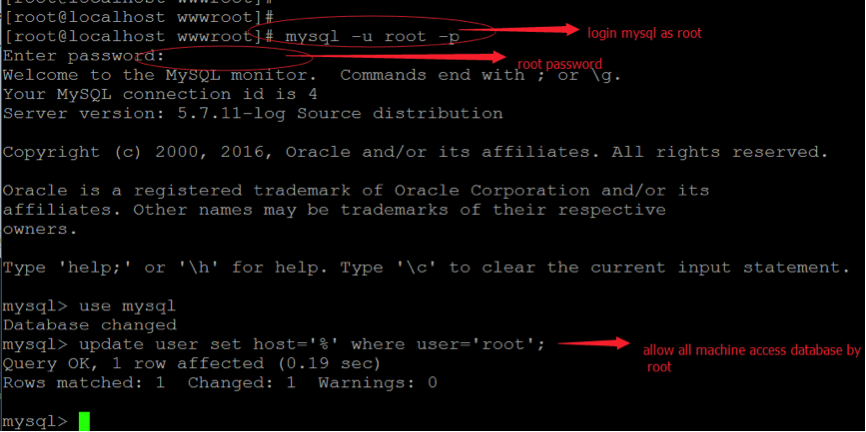 [root@localhost wwwroot]#
[root@localhost wwwroot]#
[root@localhost wwwroot]# mysql -u root -p
login mysql as root
Enter password:
root password
Welcome to the MySQL monitor.  Commands end with ; or \g.
Your MySQL connection id is 4
Server version: 5.7.11-log Source distribution
Copyright (c) 2000, 2016, Oracle and/or its affiliates. All rights reserved.
Oracle is a registered trademark of Oracle Corporation and/or its
affiliates. Other names may be trademarks of their respective
owners.
Type 'help;' or '\h' for help. Type '\c' to clear the current input statement.
mysql> use mysql
Database changed
mysql> update user set host='%' where user='root';
allow all machine access database by
root
Query OK, 1 row affected (0.19 sec)
Rows matched: 1  Changed: 1  Warnings: 0
mysql>